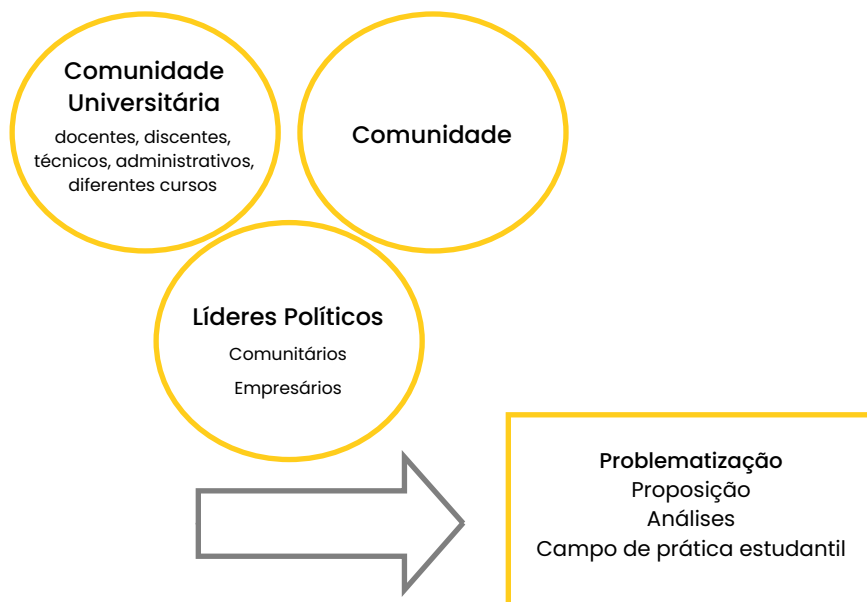 Comunidade
Universitária
docentes, discentes,
técnicos, administrativos,
diferentes cursos
Comunidade
Líderes Políticos
Comunitários
Empresários
Problematização
Proposição
Análises
Campo de prática estudantil